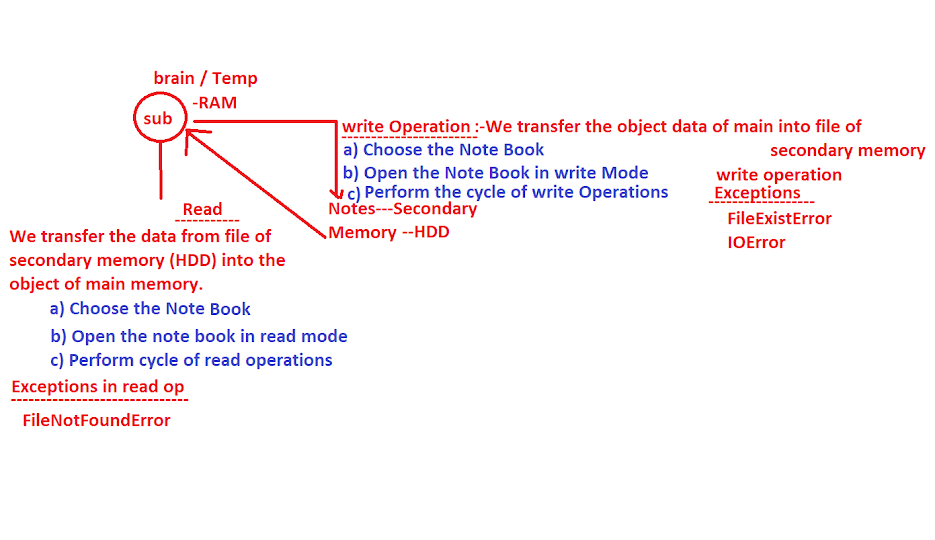 brain / Temp
-RAM
sub
write Operation :-We transfer the object data of main into file of
secondary memory
a) Choose the Note Book
b) Open the Note Book in write Mode
c) Perform the cycle of write Operations
write operation
Exceptions
FileExistError
IOError
Notes---Secondary
Memory --HDD
Read
We transfer the data from file of
secondary memory (HDD) into the
object of main memory.
a) Choose the Note Book
b) Open the note book in read mode
c) Perform cycle of read operations
Exceptions in read op
FileNotFoundError